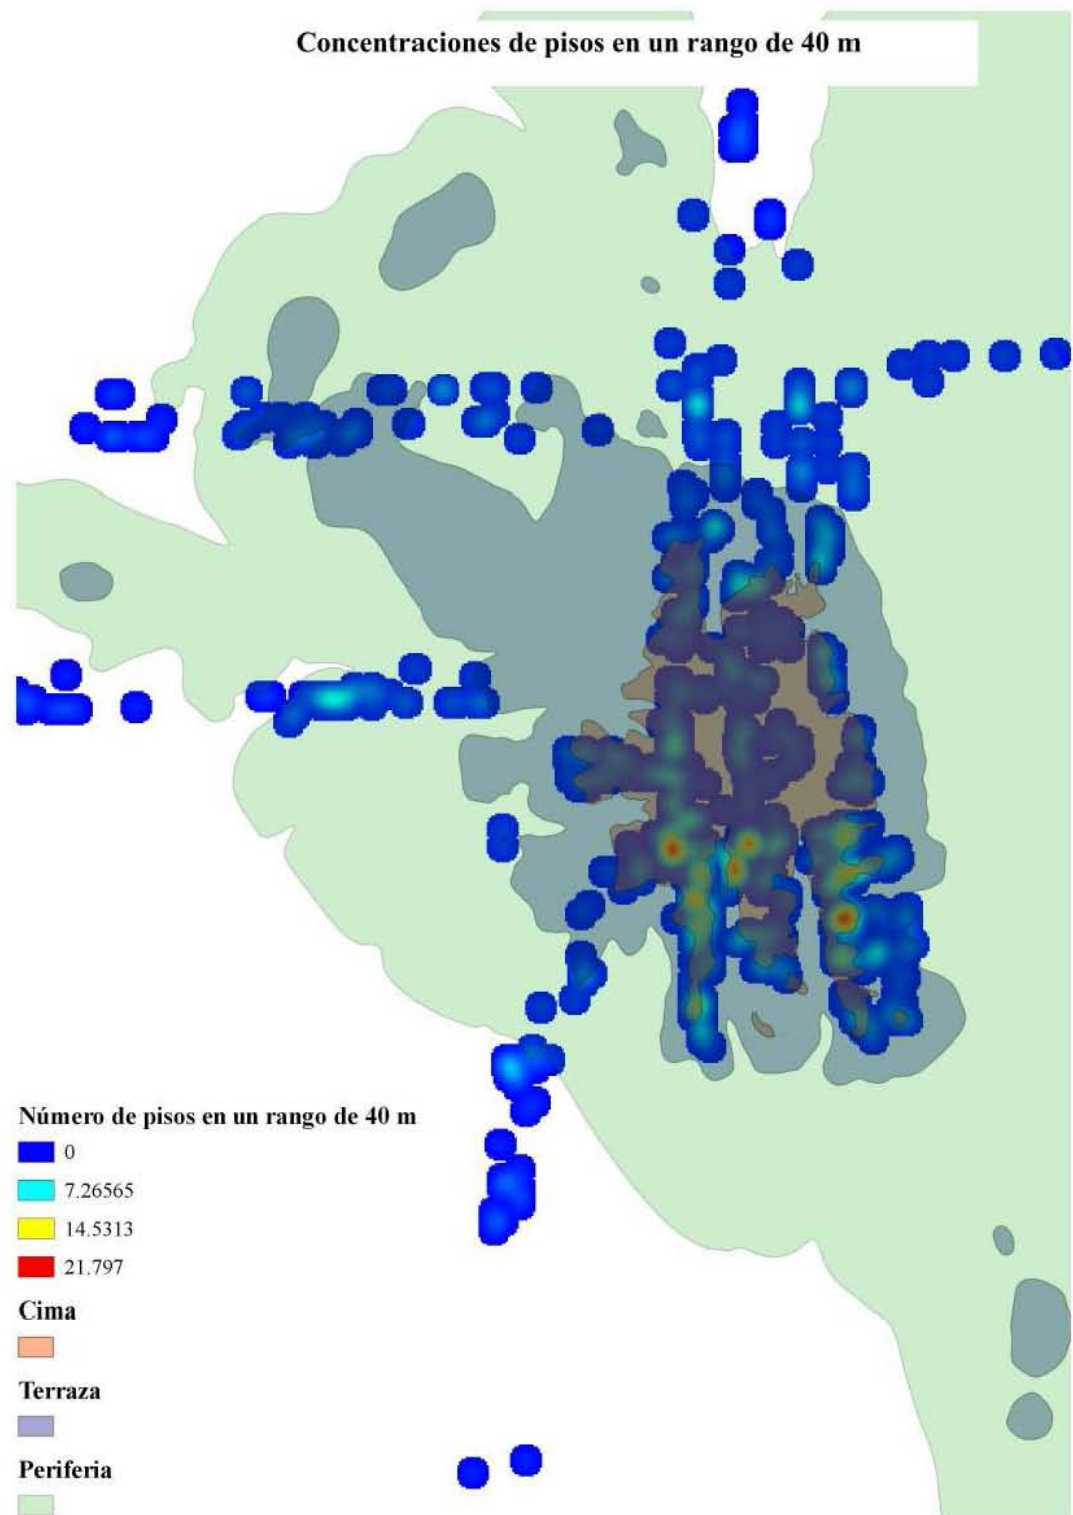 Concentraciones de pisos en un rango de 40 m
Número de pisos en un rango de 40 m
0
7.26565
14.5313
21.797
Cima
Terraza
Periferia